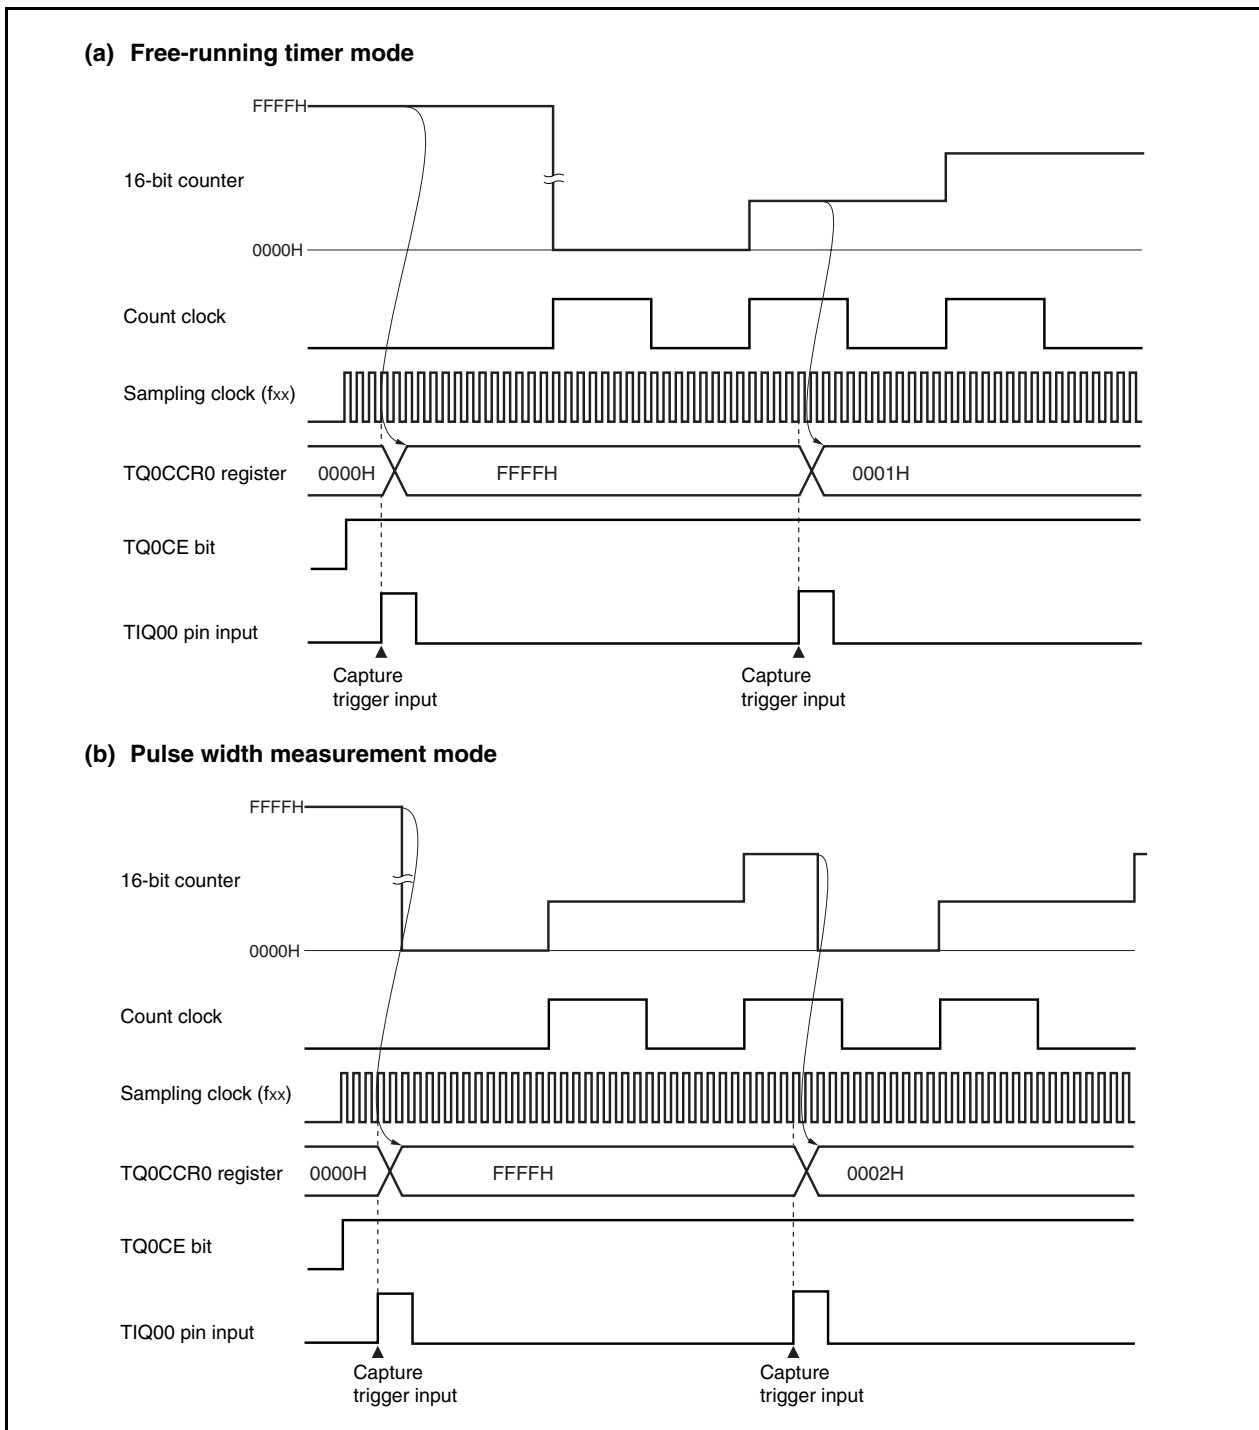 (a) Free-running timer mode
FFFFH
16-bit counter
0000H
Count clock
Sampling clock (fxx)
TQ0CCR0 register
0000H
FFFFH
0001H
TQ0CE bit
TIQ00 pin input
Capture
trigger input
Capture
trigger input
(b) Pulse width measurement mode
FFFFH
16-bit counter
0000H
Count clock
Sampling clock (fxx)
TQ0CCR0 register
0000H
FFFFH
0002H
TQ0CE bit
TIQ00 pin input
Capture
trigger input
Capture
trigger input